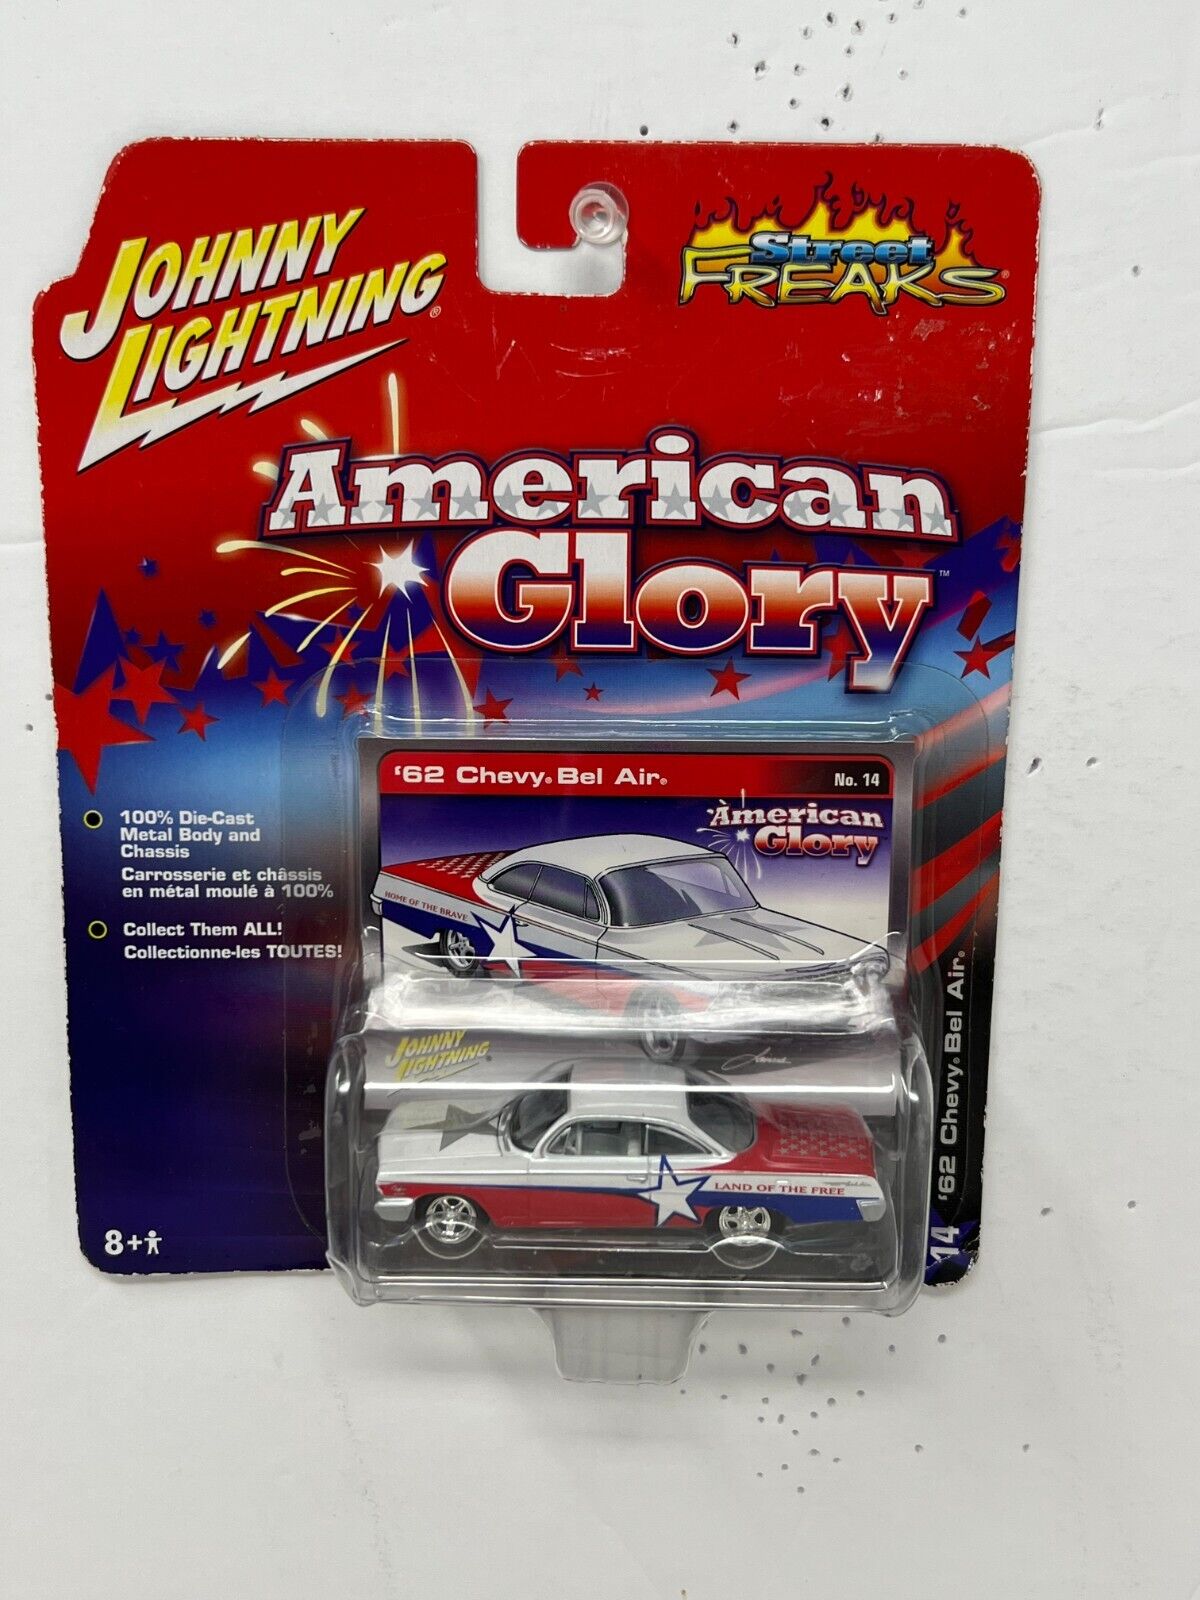 JOHNNY
LIGHTNING®
Street
FREAKS®
American
Glory™
'62 Chevy® Bel Air®
No. 14
American
Glory
HOME OF THE BRAVE
100% Die-Cast
Metal Body and
Chassis
Carrosserie et châssis
en métal moulé à 100%
Collect Them ALL!
Collectionne-les TOUTES!
JOHNNY
LIGHTNING
LAND OF THE FREE
8+
14 '62 Chevy® Bel Air®